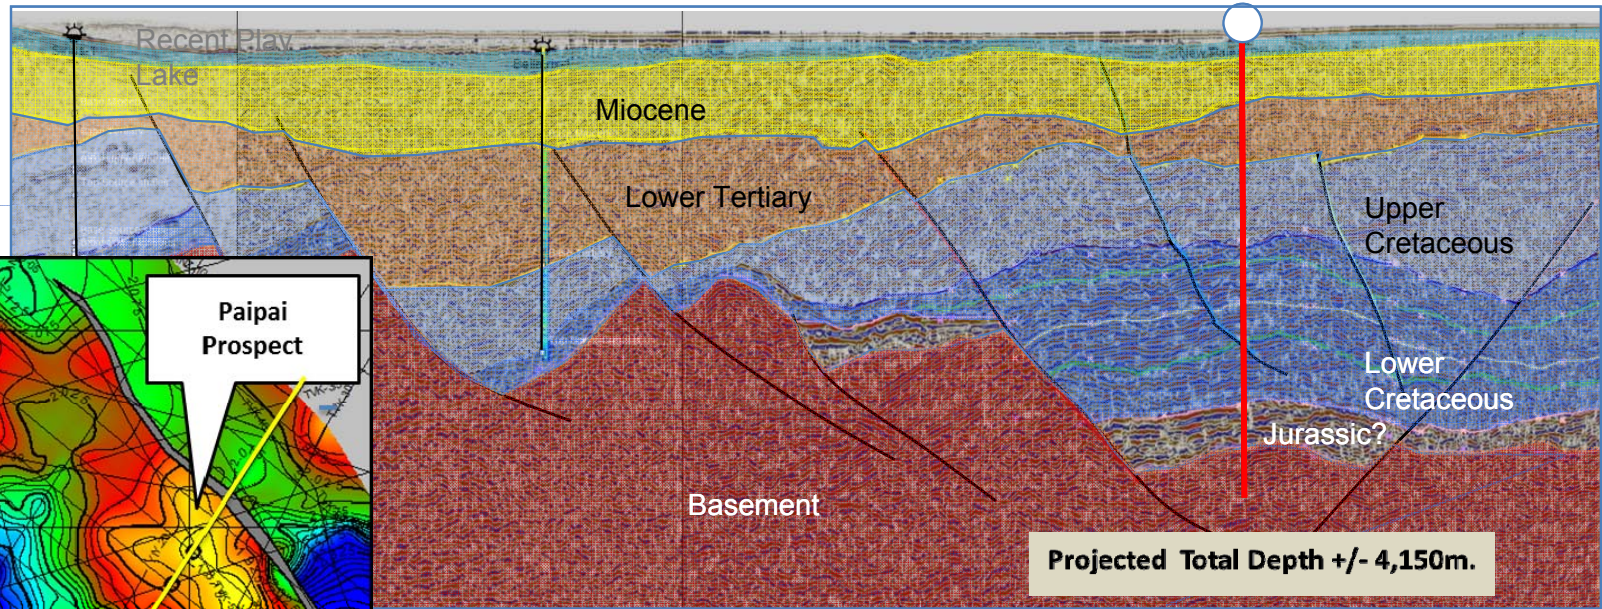 Recent Play
Lake
Miocene
Lower Tertiary
Upper
Cretaceous
Lower
Cretaceous
Jurassic?
Basement
Paipai
Prospect
Projected Total Depth +/- 4,150m.